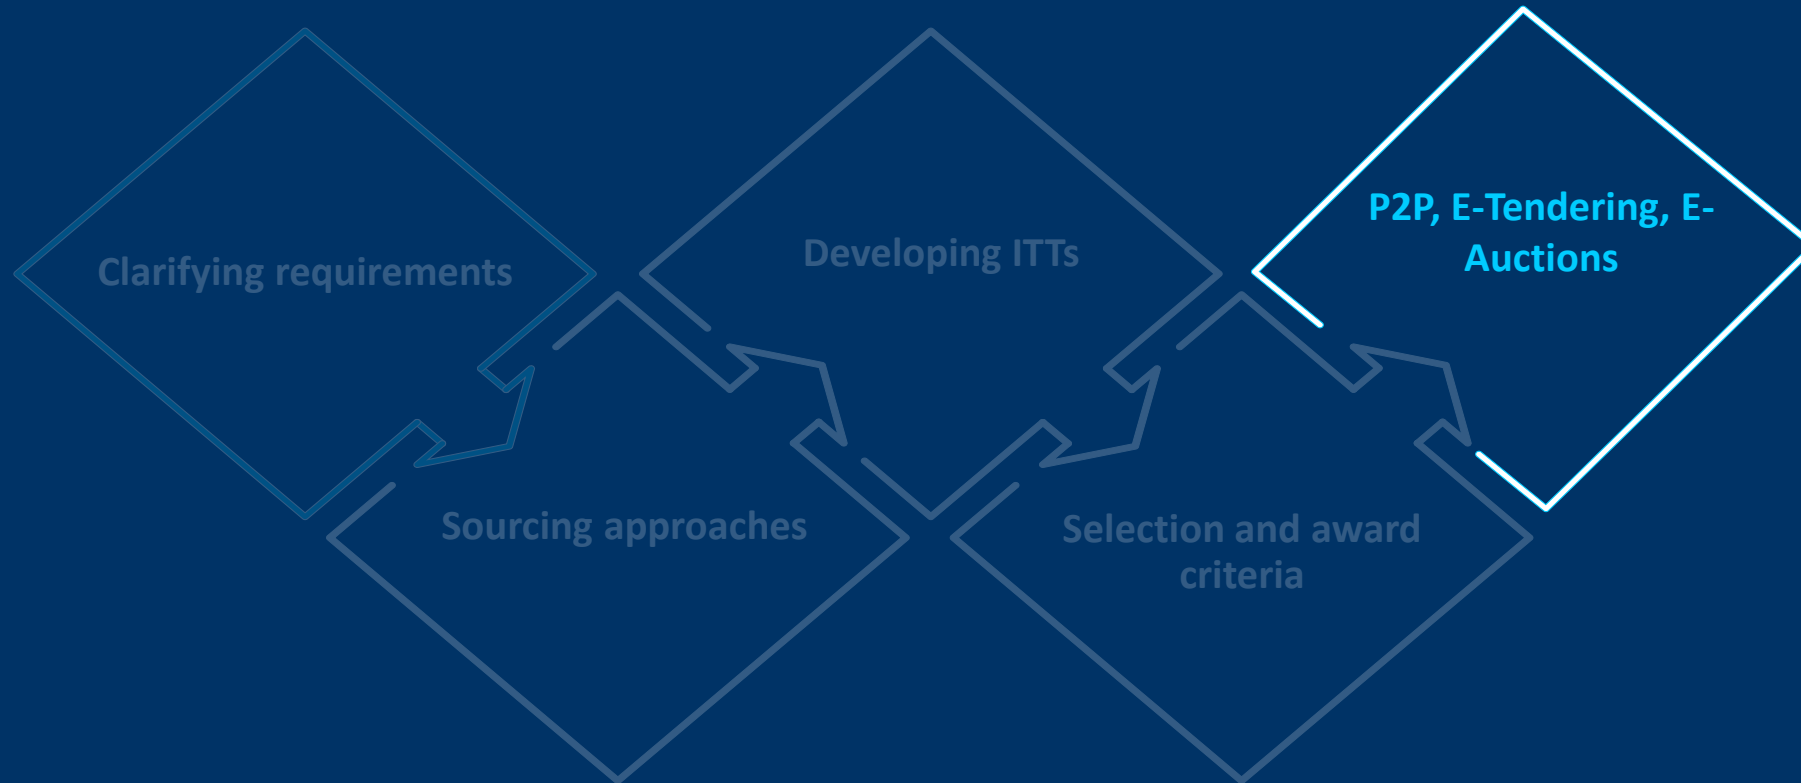 Clarifying requirements
Sourcing approaches
Developing ITTs
Selection and award
criteria
P2P, E-Tendering, E-
Auctions